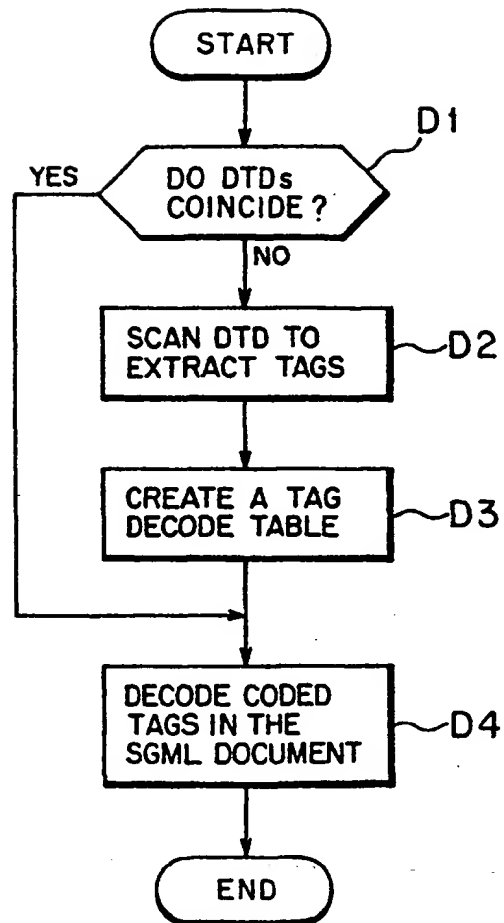 START
D1
YES
DO DTDs
COINCIDE?
NO
SCAN DTD TO
EXTRACT TAGS
D2
CREATE A TAG
DECODE TABLE
D3
DECODE CODED
TAGS IN THE
SGML DOCUMENT
D4
END